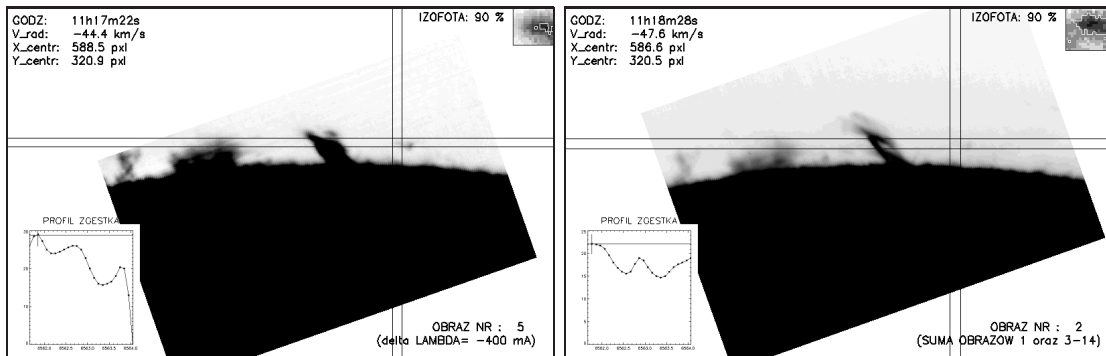 GODZ: 11h17m22s
V_rad: -44.4 km/s
X_centr: 588.5 pxl
Y_centr: 320.9 pxl
IZOFOTA: 90 %
PROFIL ZGESTKA
OBRAZ NR : 5
(delta LAMBDA= -400 mA)
GODZ: 11h18m28s
V_rad: -47.6 km/s
X_centr: 586.6 pxl
Y_centr: 320.5 pxl
IZOFOTA: 90 %
PROFIL ZGESTKA
OBRAZ NR : 2
(SUMA OBRAZOW 1 oraz 3-14)